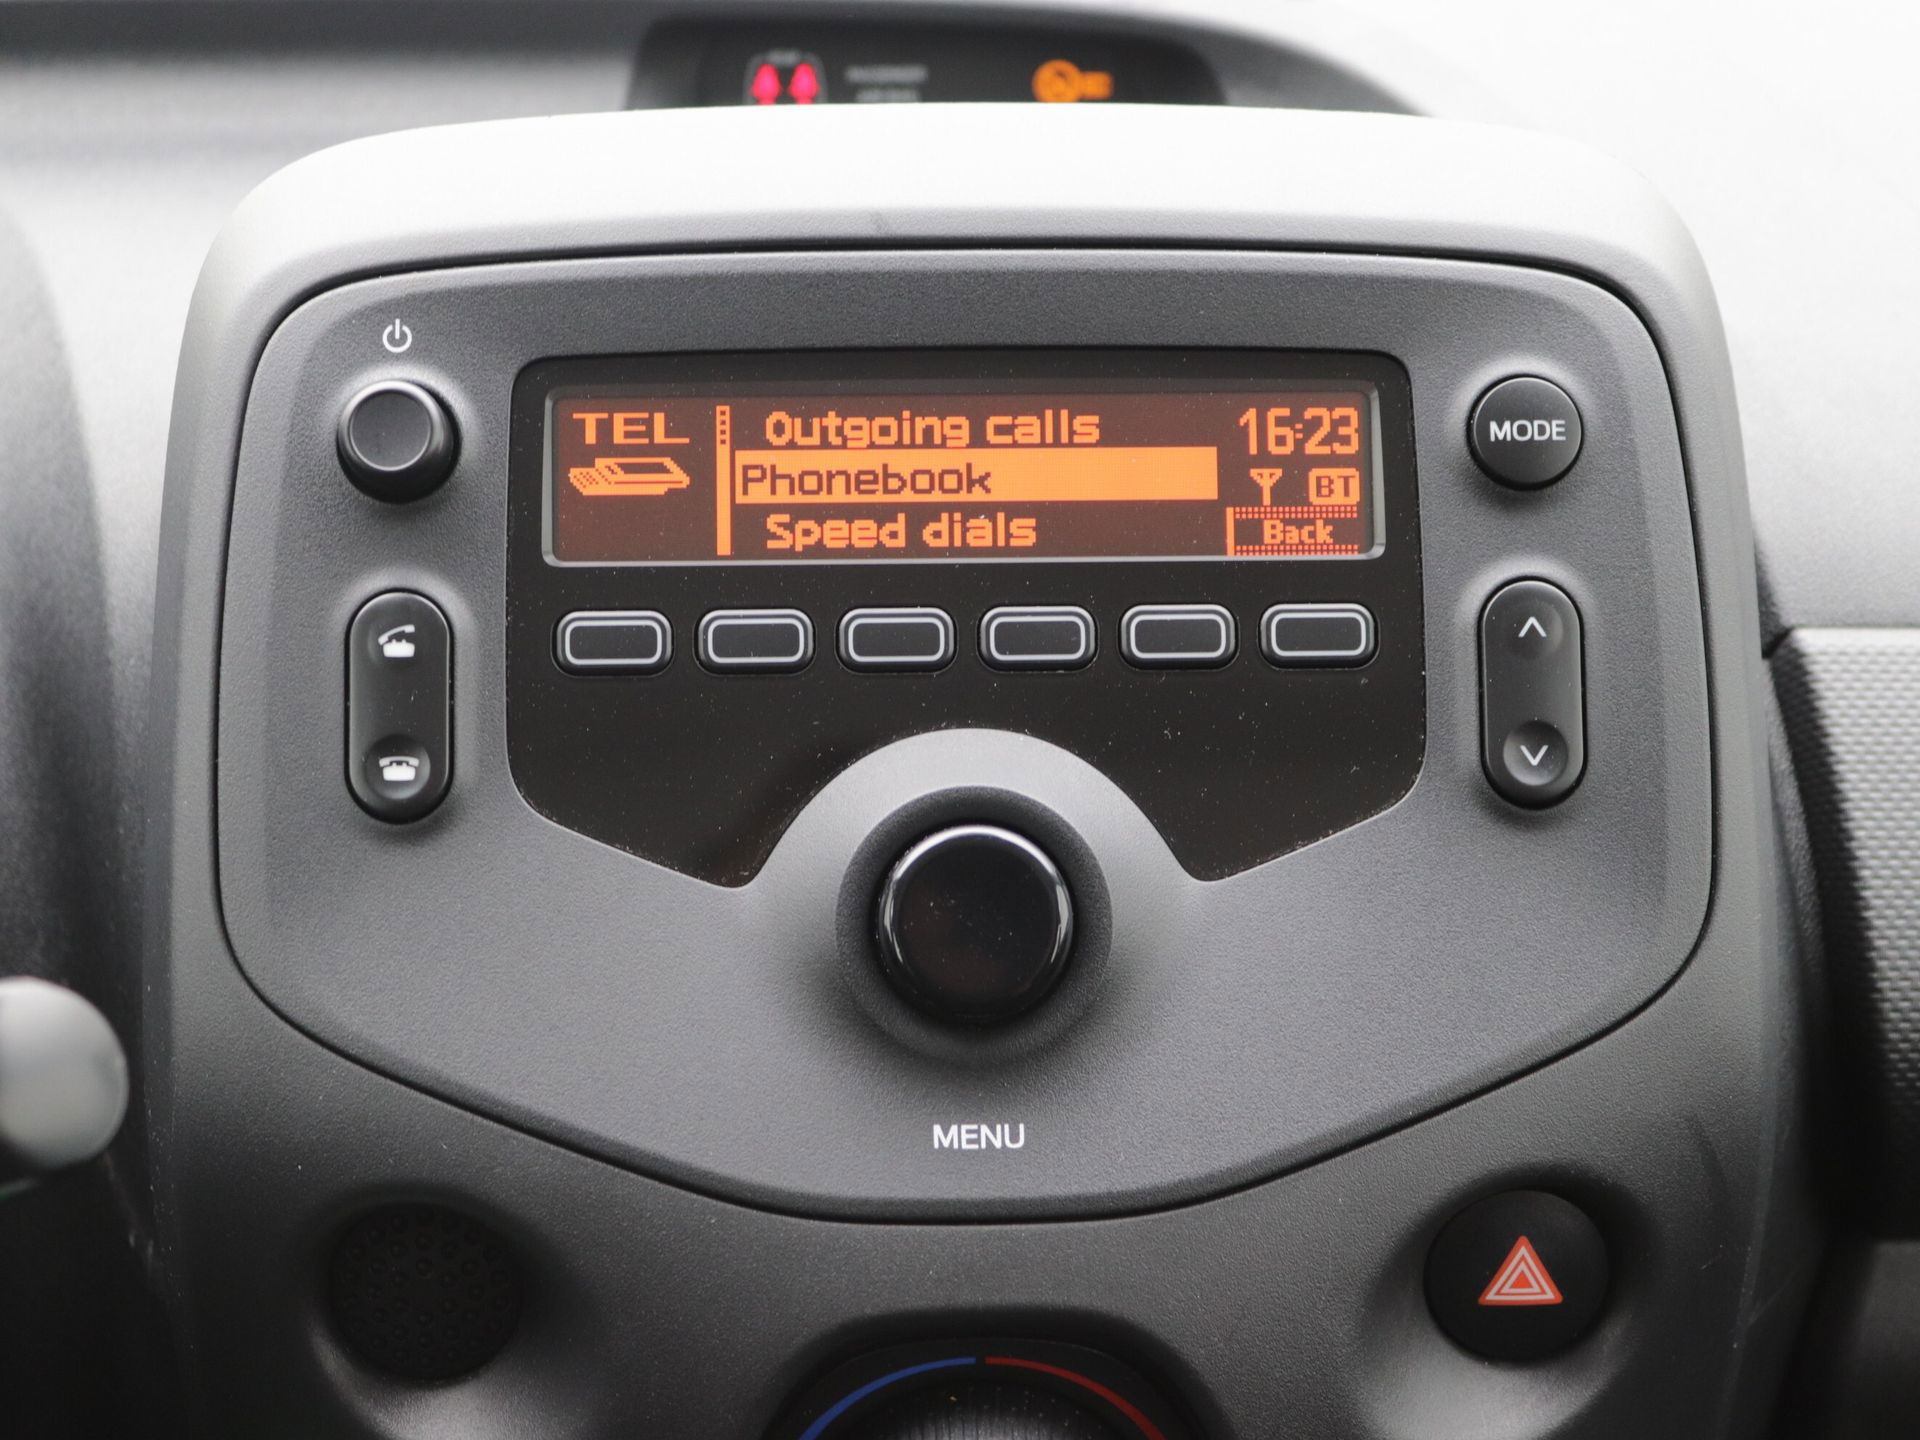 TEL
Outgoing calls
16:23
Phonebook
BT
Speed dials
Back
MODE
MENU